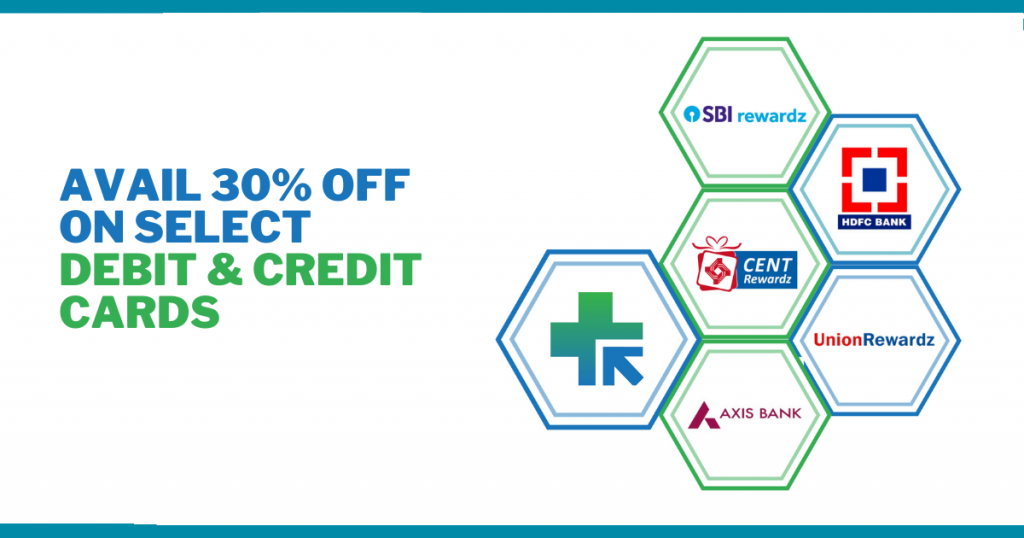 AVAIL 30% OFF
ON SELECT
DEBIT & CREDIT
CARDS
SBI rewardz
HDFC BANK
CENT
Rewardz
UnionRewardz
AXIS BANK